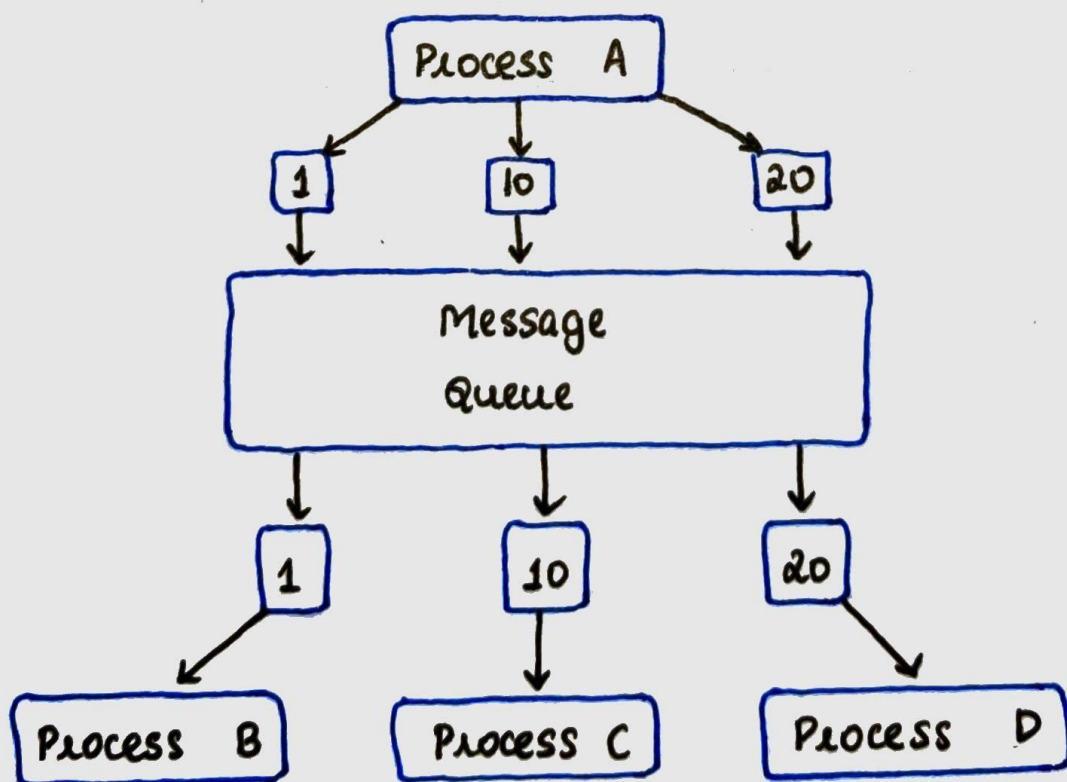 Process A
1
10
20
Message
Queue
1
10
20
Process B
Process C
Process D